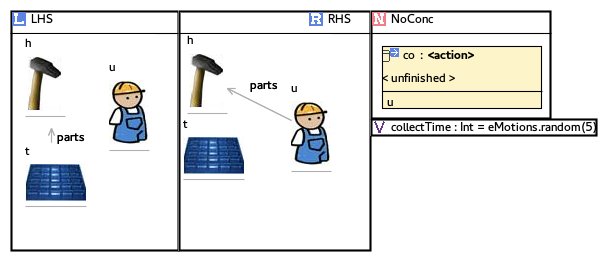 L LHS
h
u
parts
t
R RHS
h
parts
u
t
N NoConc
co : <action>
< unfinished >
u
collectTime : Int = eMotions.random(5)